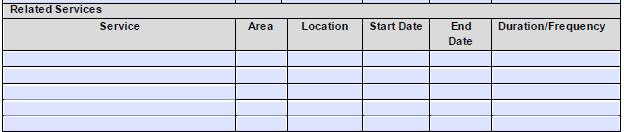 Related Services
Service Area Location Start Date End Date Duration/Frequency